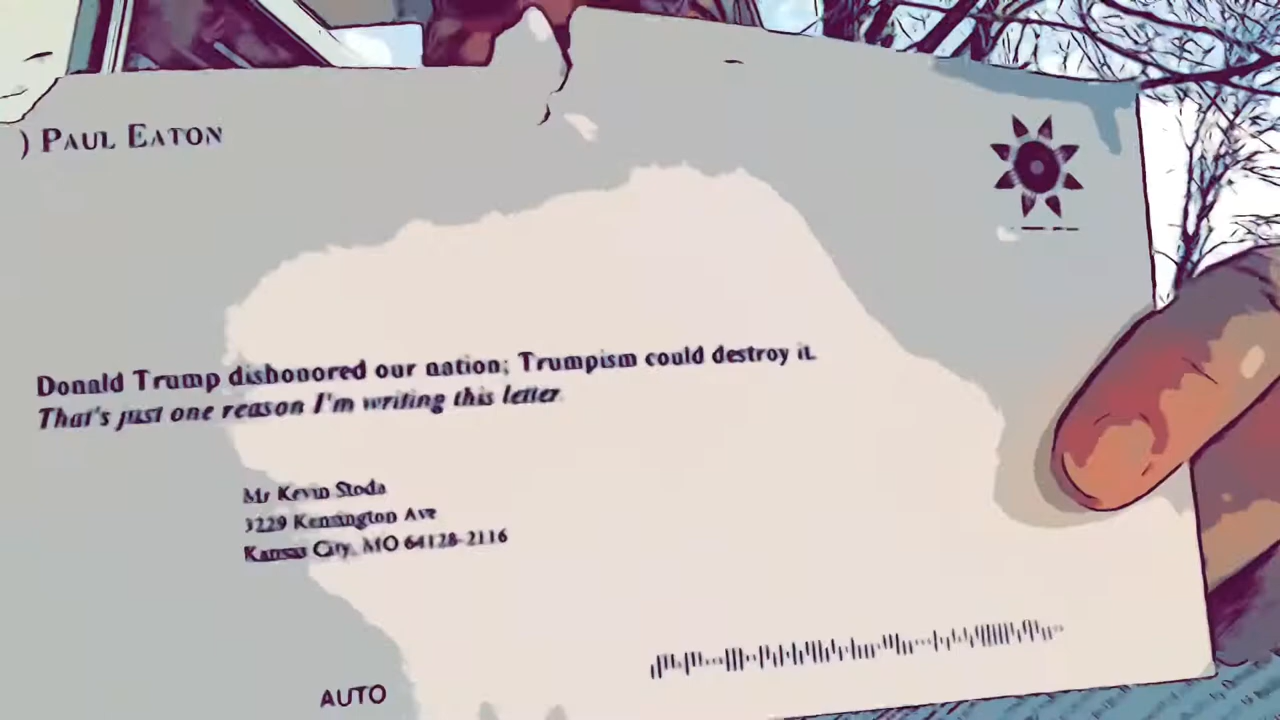 ) PAUL EATON
Donald Trump dishonored our nation; Trumpism could destroy it.
That's just one reason I'm writing this letter.
Mr Kevin Stoda
3229 Kensington Ave
Kansas City, MO 64128-2116
AUTO